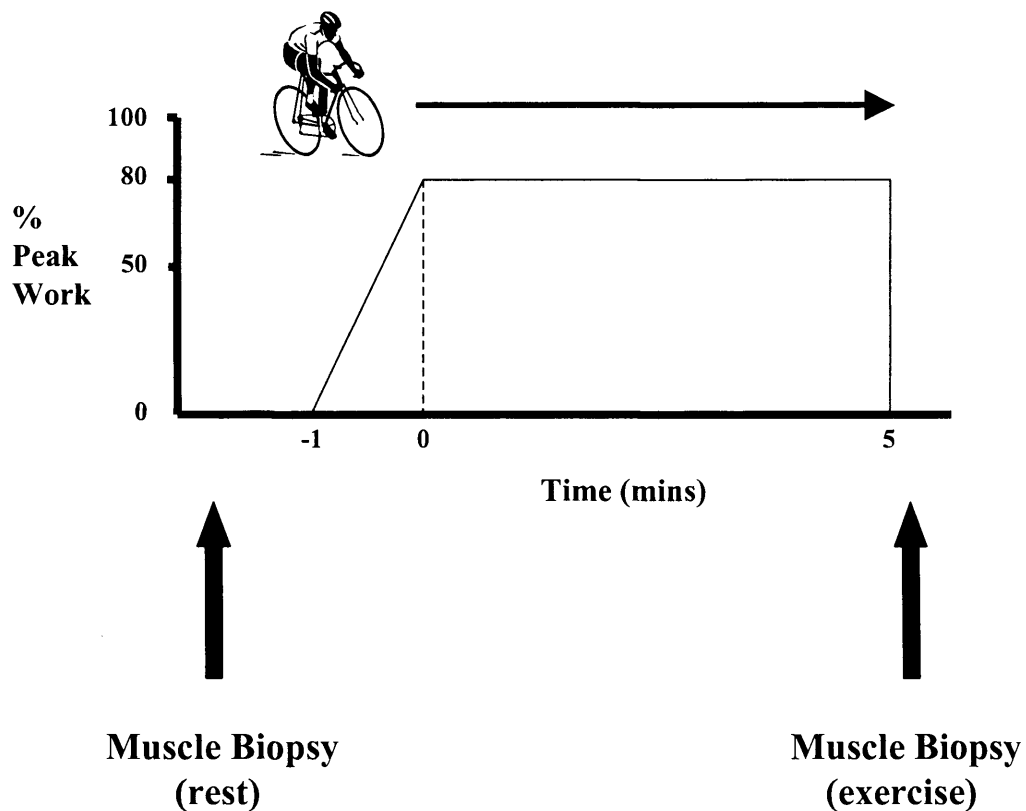 100
80
%
Peak
Work
50
0
-1 0 5
Time (mins)
Muscle Biopsy
(rest)
Muscle Biopsy
(exercise)